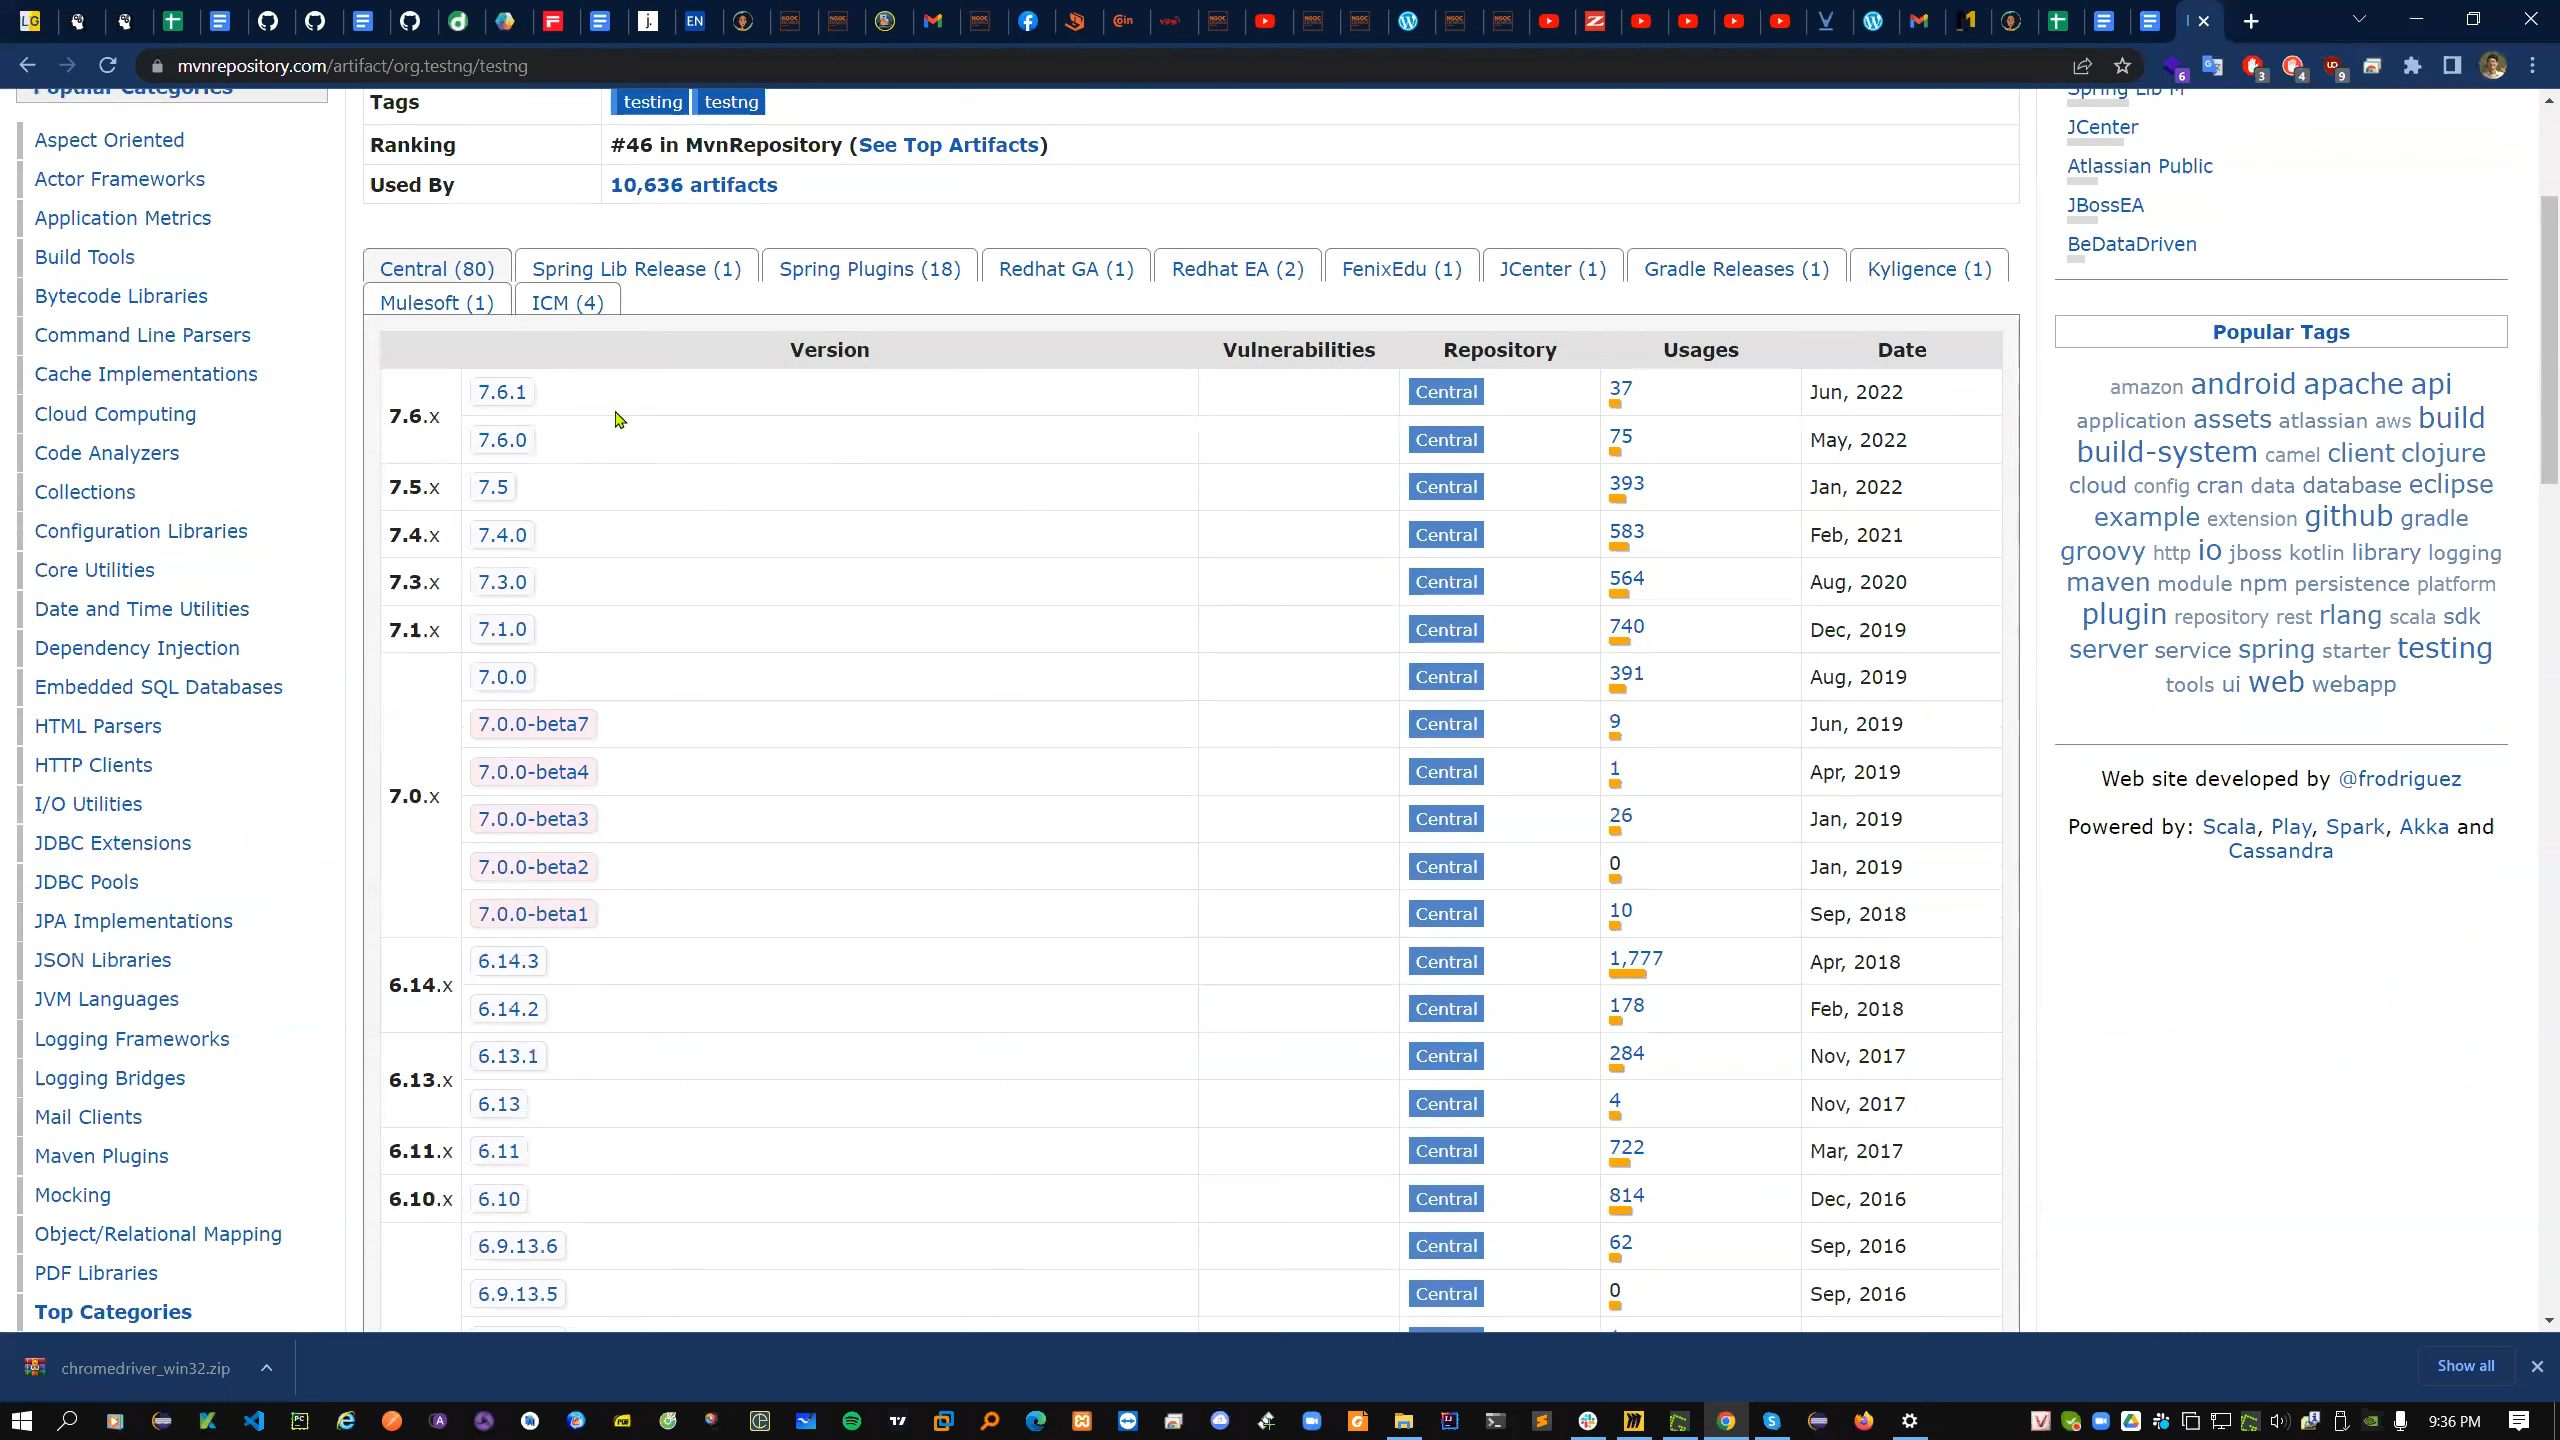 mvnrepository.com/artifact/org.testng/testng
6
3
4
9
Popular Categories
Aspect Oriented
Actor Frameworks
Application Metrics
Build Tools
Bytecode Libraries
Command Line Parsers
Cache Implementations
Cloud Computing
Code Analyzers
Collections
Configuration Libraries
Core Utilities
Date and Time Utilities
Dependency Injection
Embedded SQL Databases
HTML Parsers
HTTP Clients
I/O Utilities
JDBC Extensions
JDBC Pools
JPA Implementations
JSON Libraries
JVM Languages
Logging Frameworks
Logging Bridges
Mail Clients
Maven Plugins
Mocking
Object/Relational Mapping
PDF Libraries
Top Categories
Tags testing testng
Ranking #46 in MvnRepository (See Top Artifacts)
Used By 10,636 artifacts
Central (80) Spring Lib Release (1) Spring Plugins (18) Redhat GA (1) Redhat EA (2) FenixEdu (1) JCenter (1) Gradle Releases (1) Kyligence (1)
Mulesoft (1) ICM (4)
Version Vulnerabilities Repository Usages Date
7.6.x 7.6.1 Central 37 Jun, 2022
7.6.0 Central 75 May, 2022
7.5.x 7.5 Central 393 Jan, 2022
7.4.x 7.4.0 Central 583 Feb, 2021
7.3.x 7.3.0 Central 564 Aug, 2020
7.1.x 7.1.0 Central 740 Dec, 2019
7.0.x 7.0.0 Central 391 Aug, 2019
7.0.0-beta7 Central 9 Jun, 2019
7.0.0-beta4 Central 1 Apr, 2019
7.0.0-beta3 Central 26 Jan, 2019
7.0.0-beta2 Central 0 Jan, 2019
7.0.0-beta1 Central 10 Sep, 2018
6.14.x 6.14.3 Central 1,777 Apr, 2018
6.14.2 Central 178 Feb, 2018
6.13.x 6.13.1 Central 284 Nov, 2017
6.13 Central 4 Nov, 2017
6.11.x 6.11 Central 722 Mar, 2017
6.10.x 6.10 Central 814 Dec, 2016
6.9.13.6 Central 62 Sep, 2016
6.9.13.5 Central 0 Sep, 2016
Spring Lib M
JCenter
Atlassian Public
JBossEA
BeDataDriven
Popular Tags
amazon android apache api
application assets atlassian aws build
build-system camel client clojure
cloud config cran data database eclipse
example extension github gradle
groovy http io jboss kotlin library logging
maven module npm persistence platform
plugin repository rest rlang scala sdk
server service spring starter testing
tools ui web webapp
Web site developed by @frodriguez
Powered by: Scala, Play, Spark, Akka and
Cassandra
chromedriver_win32.zip
Show all
9:36 PM